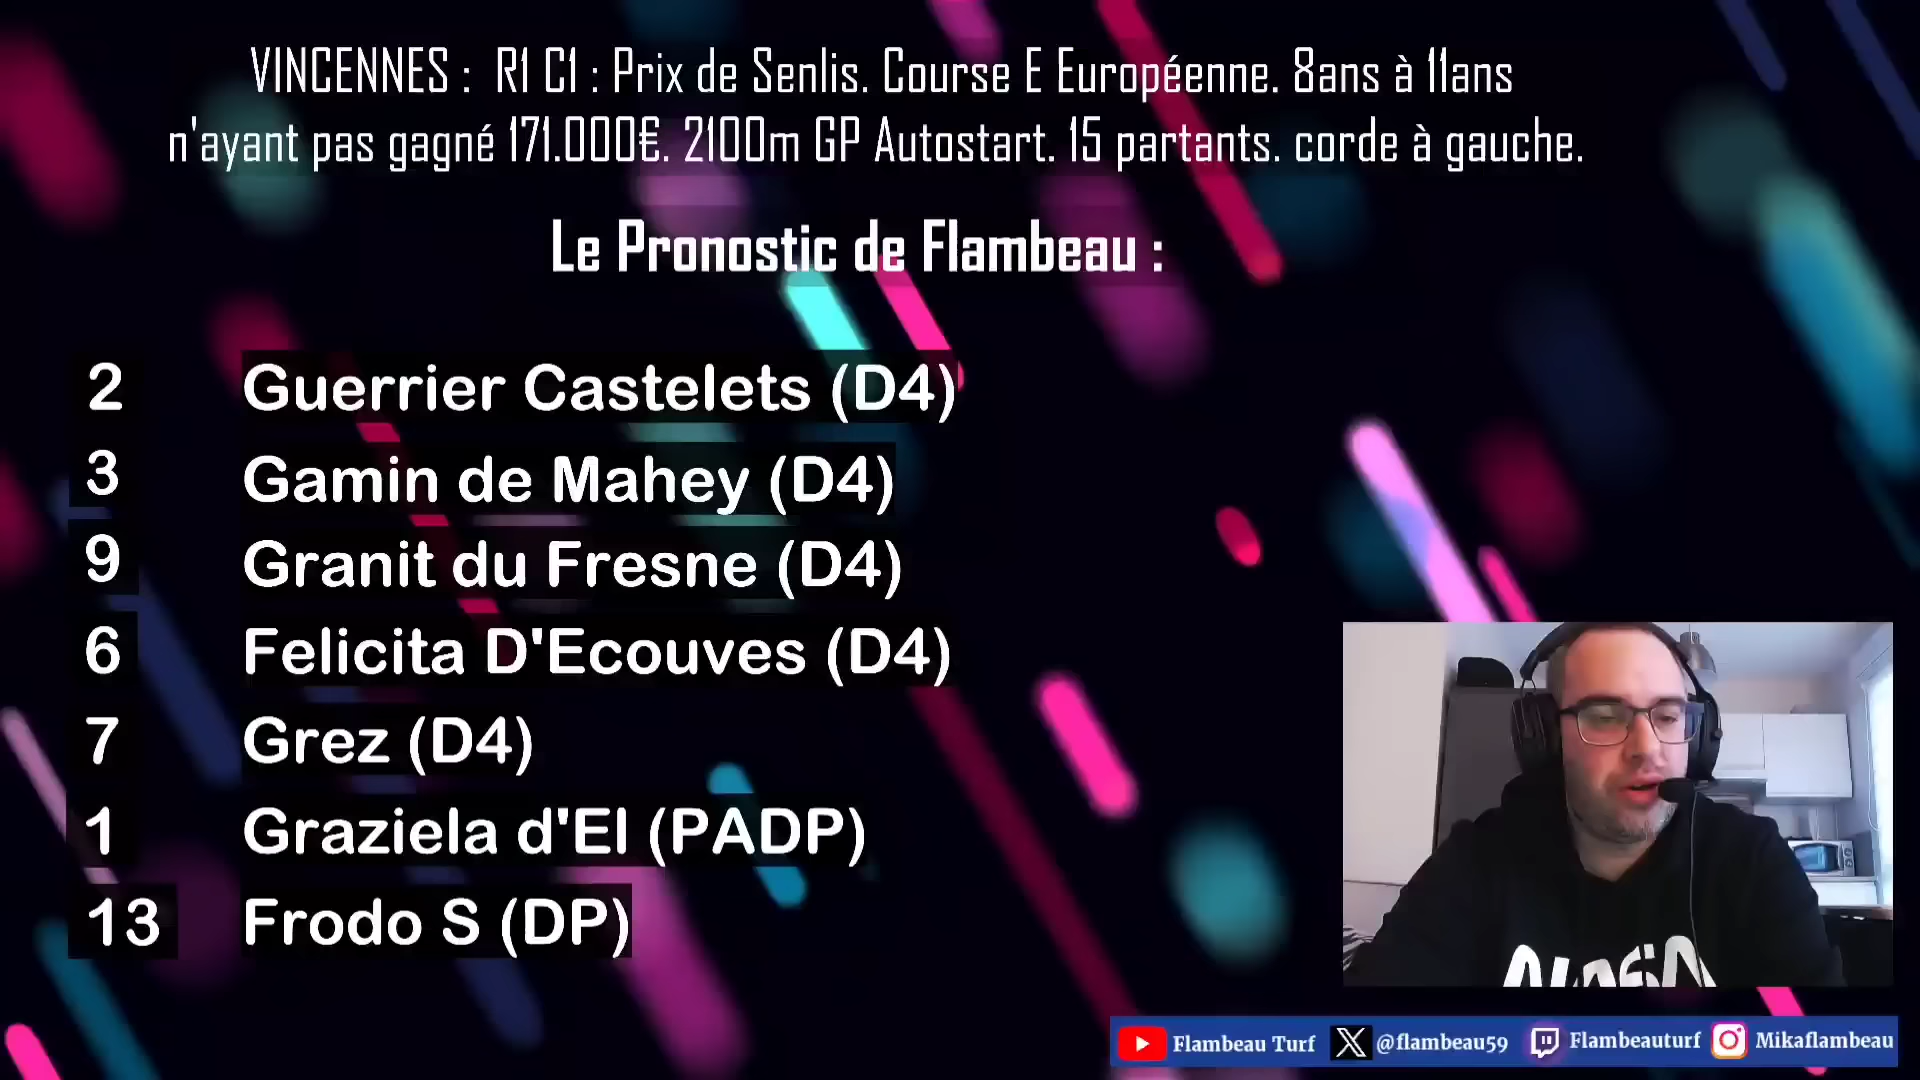 VINCENNES : R1 C1 : Prix de Senlis. Course E Européenne. 8ans à 11ans
n'ayant pas gagné 171.000€. 2100m GP Autostart. 15 partants. corde à gauche.
Le Pronostic de Flambeau :
2 Guerrier Castelets (D4)
3 Gamin de Mahey (D4)
9 Granit du Fresne (D4)
6 Felicita D'Ecouves (D4)
7 Grez (D4)
1 Graziela d'El (PADP)
13 Frodo S (DP)
Flambeau Turf @flambeau59 Flambeauturf Mikaflambeau